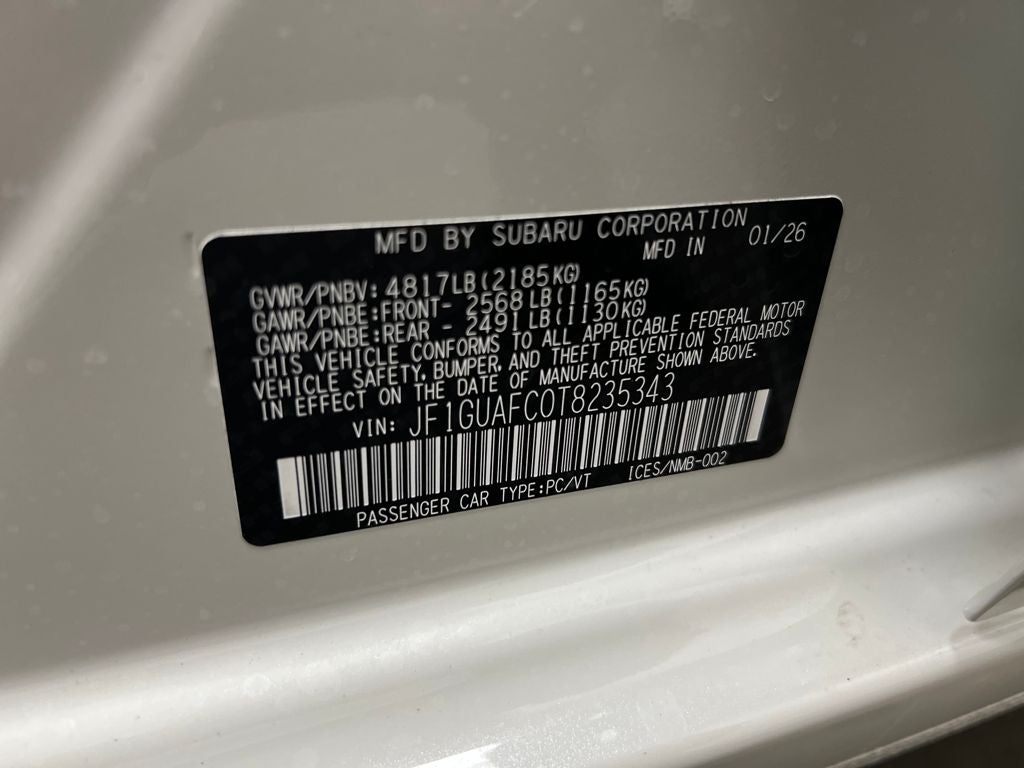 MFD BY SUBARU CORPORATION
MFD IN 01/26
GVWR/PNBV: 4817LB(2185KG)
GAWR/PNBE:FRONT- 2568 LB(1165KG)
GAWR/PNBE:REAR - 2491 LB(1130KG)
THIS VEHICLE CONFORMS TO ALL APPLICABLE FEDERAL MOTOR
VEHICLE SAFETY, BUMPER, AND THEFT PREVENTION STANDARDS
IN EFFECT ON THE DATE OF MANUFACTURE SHOWN ABOVE.
VIN: JF1GUAFC0T8235343
PASSENGER CAR TYPE:PC/VT ICES/NMB-002